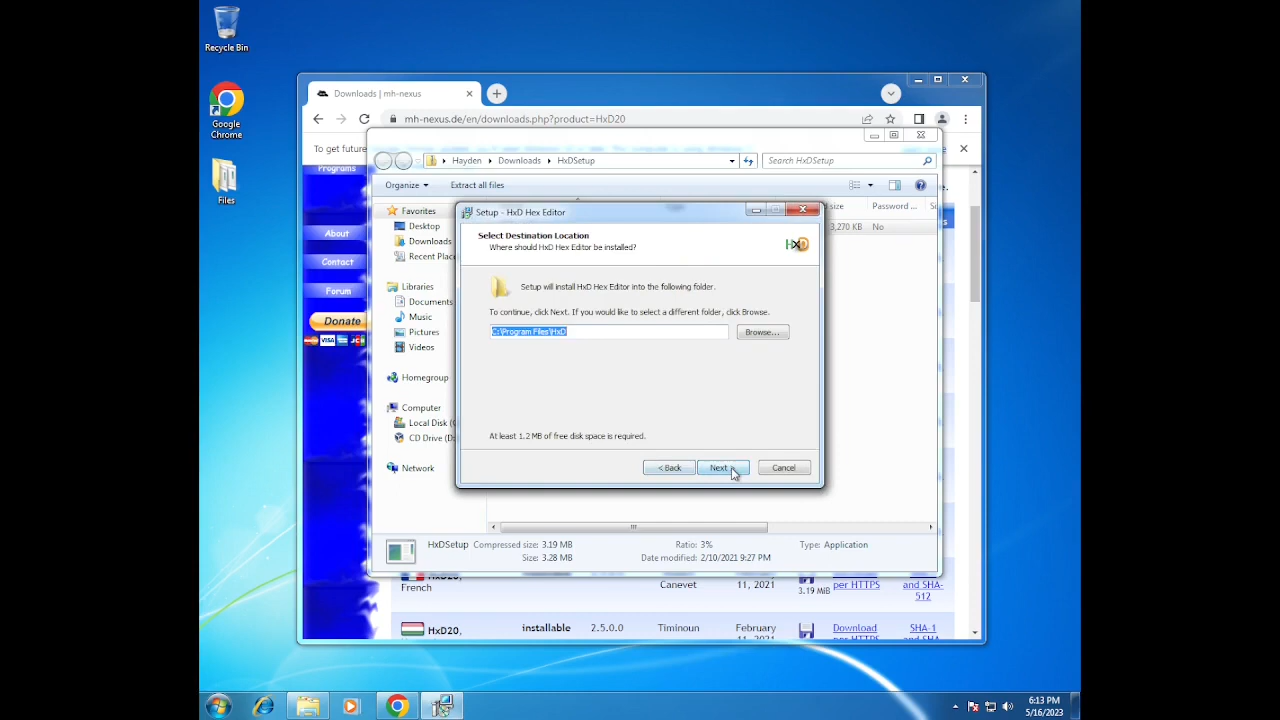 Recycle Bin
Google
Chrome
Files
Downloads | mh-nexus
mh-nexus.de/en/downloads.php?product=HxD20
To get future
Hayden
Downloads
HxDSetup
Search HxDSetup
Programs
About
Contact
Forum
Donate
VISA
Organize
Extract all files
Favorites
Desktop
Downloads
Recent Place
Libraries
Documents
Music
Pictures
Videos
Homegroup
Computer
Local Disk (C
CD Drive (D:
Network
size
Password ...
3,270 KB
No
Setup - HxD Hex Editor
Select Destination Location
Where should HxD Hex Editor be installed?
HxD
Setup will install HxD Hex Editor into the following folder.
To continue, click Next. If you would like to select a different folder, click Browse.
C:\Program Files\HxD
Browse...
At least 1.2 MB of free disk space is required.
< Back
Next >
Cancel
HxDSetup
Compressed size: 3.19 MB
Ratio: 3%
Type: Application
Size: 3.28 MB
Date modified: 2/10/2021 9:27 PM
French
Canevet
11, 2021
3.19 MiB
per HTTPS
and SHA-
512
HxD20,
installable
2.5.0.0
Timinoun
February
Download
SHA-1
6:13 PM
5/16/2023